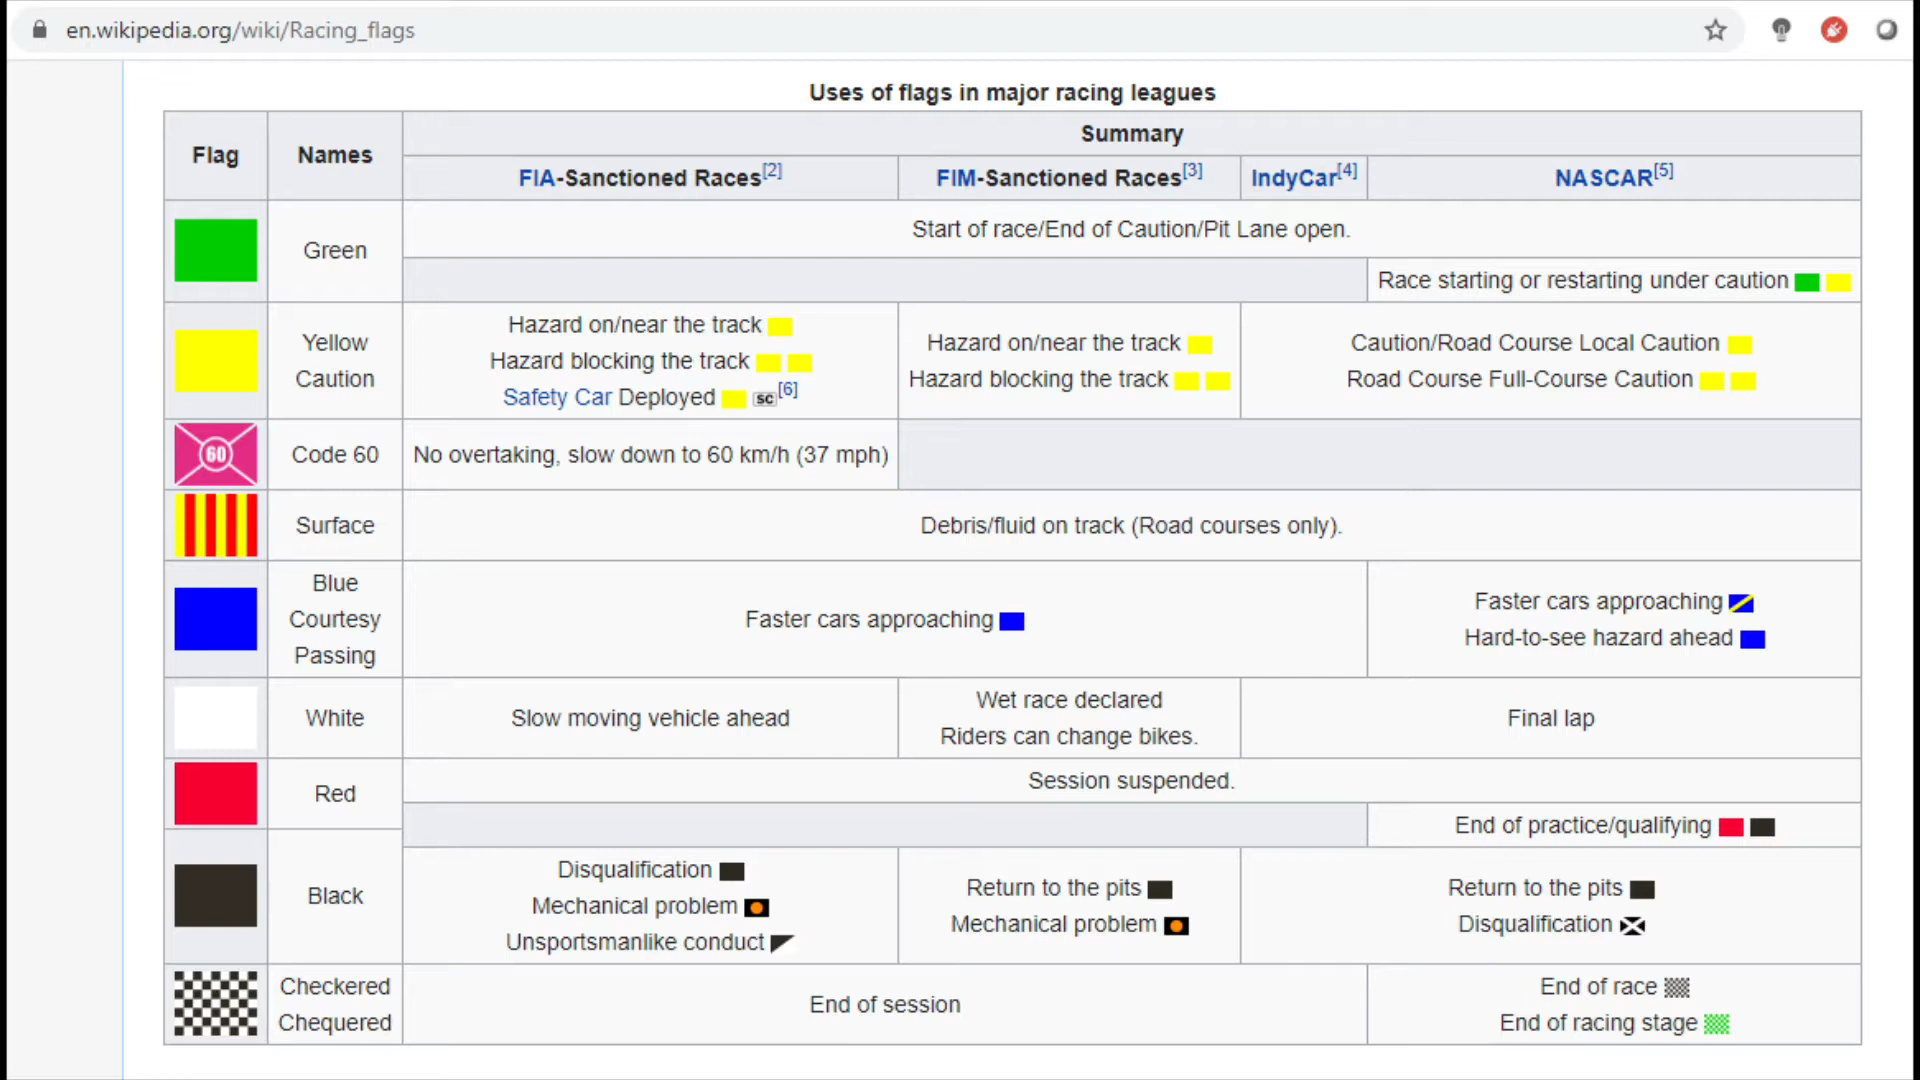 en.wikipedia.org/wiki/Racing_flags
Uses of flags in major racing leagues
Flag
Names
Summary
FIA-Sanctioned Races[2]
FIM-Sanctioned Races[3]
IndyCar[4]
NASCAR[5]
Green
Start of race/End of Caution/Pit Lane open.
Race starting or restarting under caution
Yellow
Caution
Hazard on/near the track
Hazard blocking the track
Safety Car Deployed SC[6]
Hazard on/near the track
Hazard blocking the track
Caution/Road Course Local Caution
Road Course Full-Course Caution
60
Code 60
No overtaking, slow down to 60 km/h (37 mph)
Surface
Debris/fluid on track (Road courses only).
Blue
Courtesy
Passing
Faster cars approaching
Faster cars approaching
Hard-to-see hazard ahead
White
Slow moving vehicle ahead
Wet race declared
Riders can change bikes.
Final lap
Red
Session suspended.
End of practice/qualifying
Black
Disqualification
Mechanical problem
Unsportsmanlike conduct
Return to the pits
Mechanical problem
Return to the pits
Disqualification
Checkered
Chequered
End of session
End of race
End of racing stage